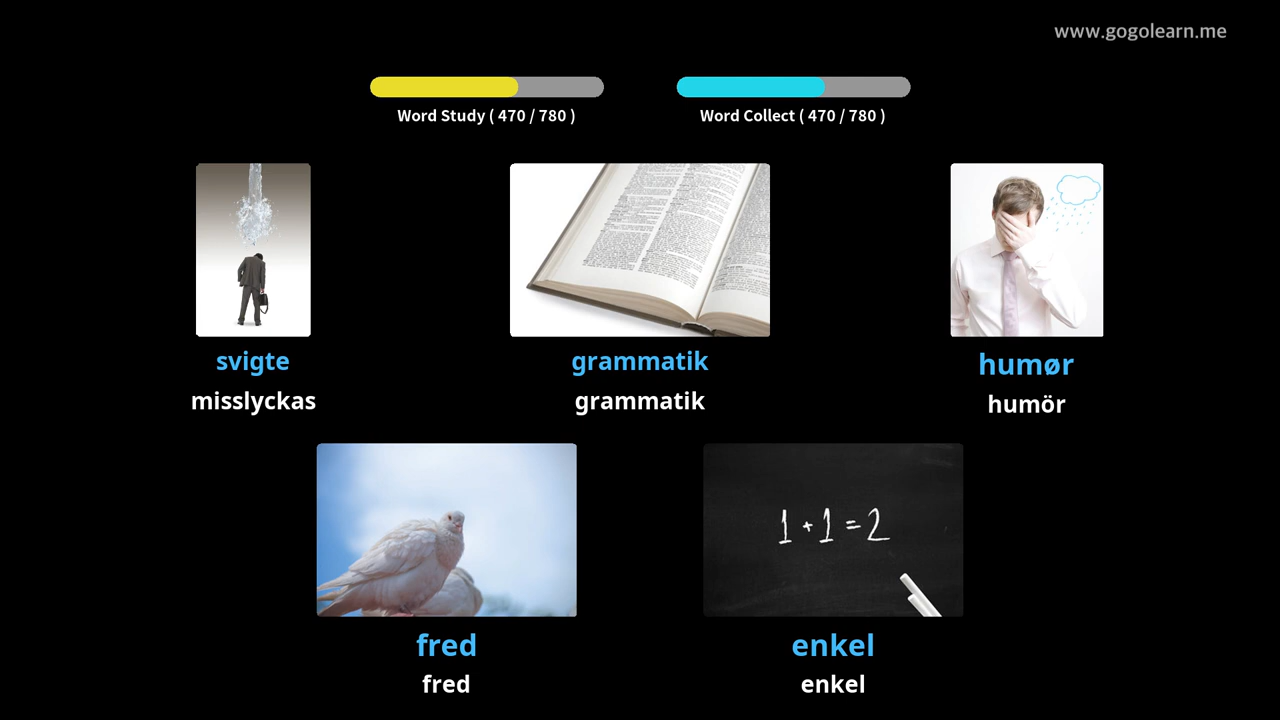 www.gogolearn.me
Word Study ( 470 / 780 )
Word Collect ( 470 / 780 )
svigte
misslyckas
grammatik
grammatik
humør
humör
fred
fred
enkel
enkel
1 + 1 = 2